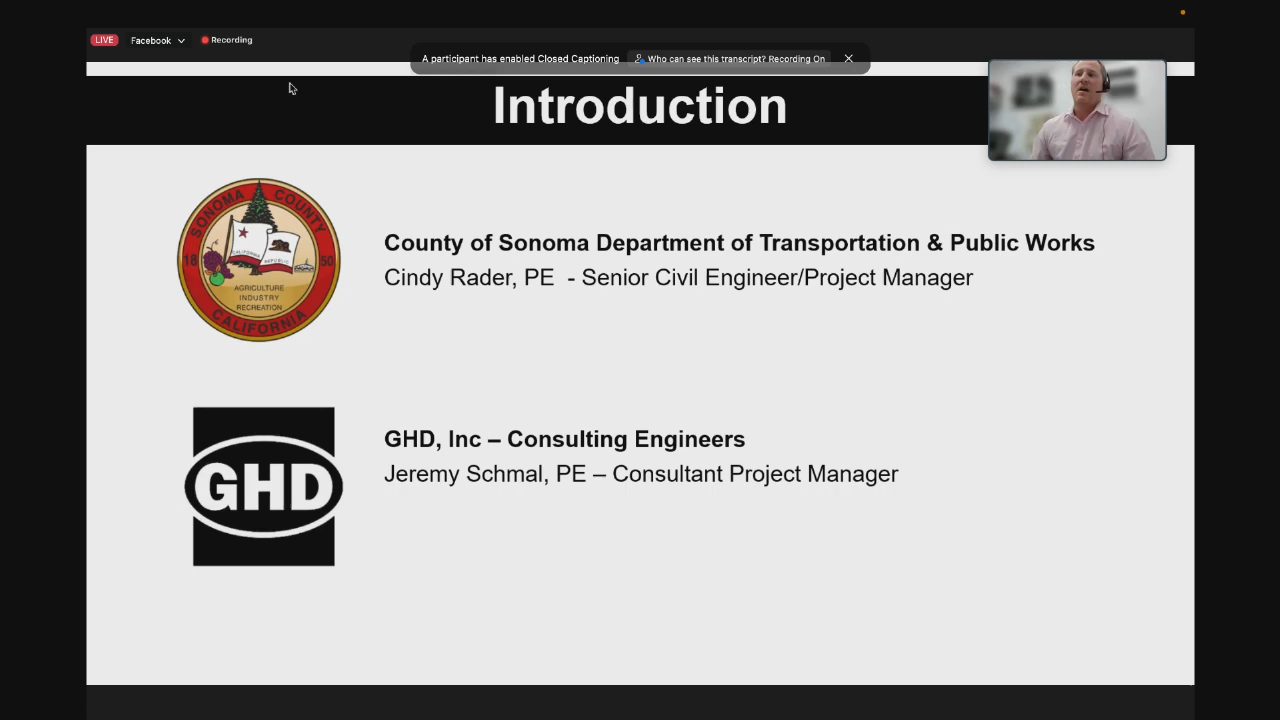 LIVE Facebook Recording
A participant has enabled Closed Captioning Who can see this transcript? Recording On
Introduction
SONOMA COUNTY
18 50
CALIFORNIA REPUBLIC
AGRICULTURE
INDUSTRY
RECREATION
CALIFORNIA
County of Sonoma Department of Transportation & Public Works
Cindy Rader, PE - Senior Civil Engineer/Project Manager
GHD
GHD, Inc – Consulting Engineers
Jeremy Schmal, PE – Consultant Project Manager